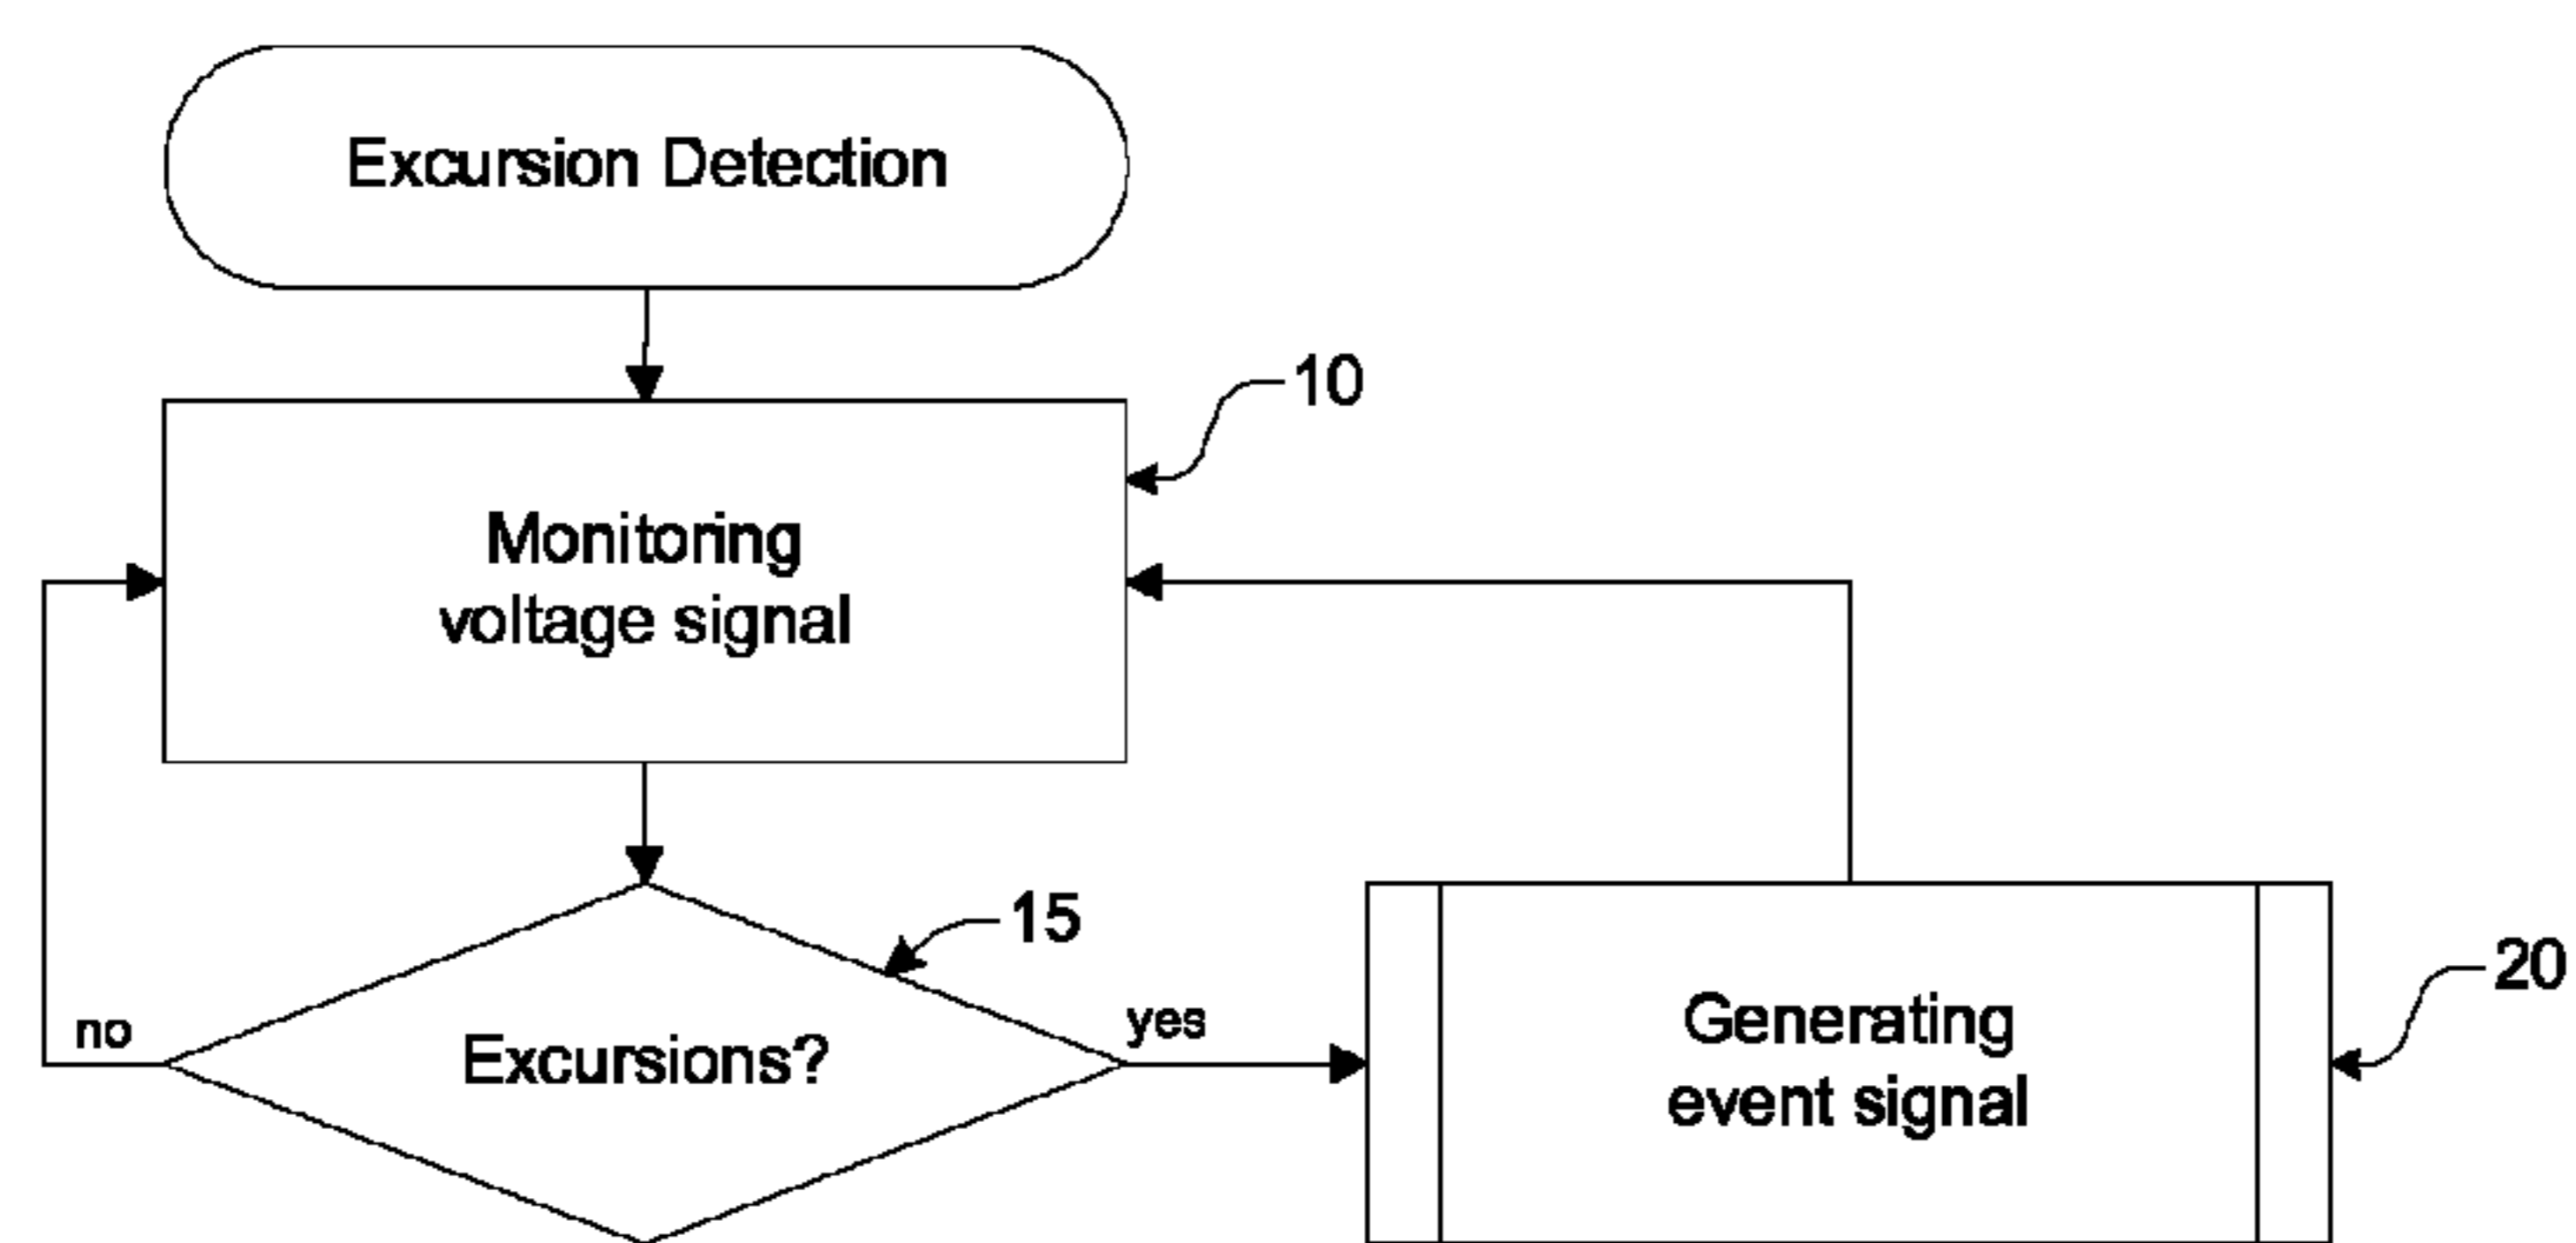 Excursion Detection
10
Monitoring
voltage signal
15
no
Excursions?
yes
Generating
event signal
20